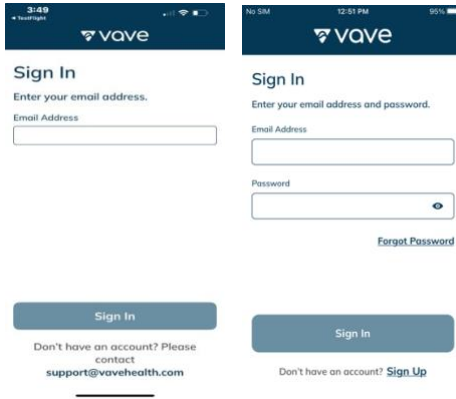 3:49
◂ TestFlight
vave
Sign In
Enter your email address.
Email Address
Sign In
Don't have an account? Please
contact
support@vavehealth.com
No SIM 12:51 PM 95%
vave
Sign In
Enter your email address and password.
Email Address
Password
Forgot Password
Sign In
Don't have an account? Sign Up